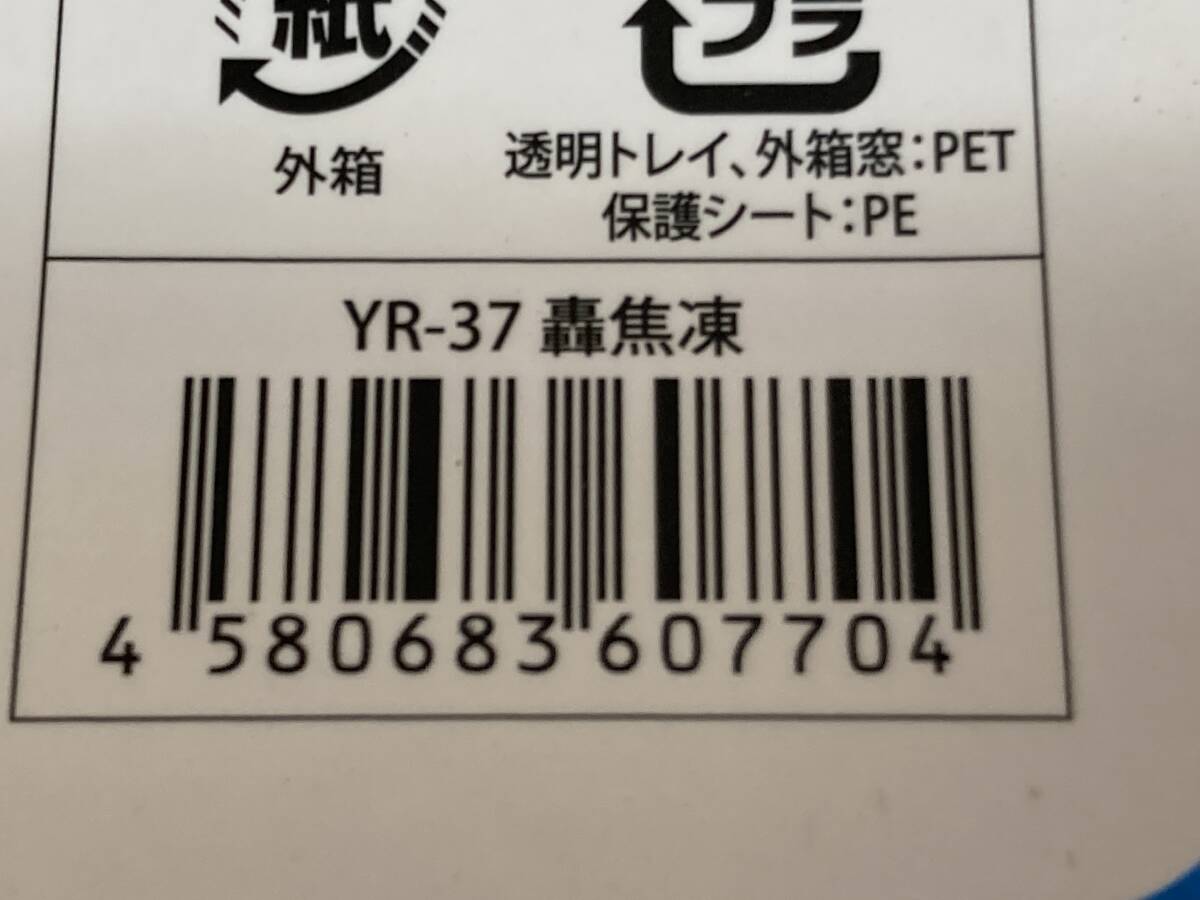 紙
プラ
外箱
透明トレイ、外箱窓：PET
保護シート：PE
YR-37 轟焦凍
4 580683 607704